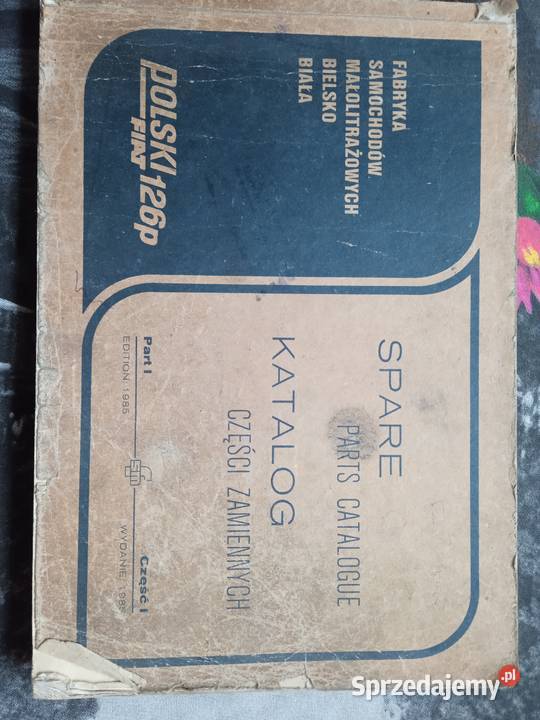 FABRYKA
SAMOCHODÓW
MAŁOLITRAŻOWYCH
BIELSKO
BIAŁA
POLSKI
FIAT 126p
SPARE
PARTS CATALOGUE
KATALOG
CZĘŚCI ZAMIENNYCH
Part I
EDITION 1985
Część I
WYDANIE 1985
Sprzedajemy.pl